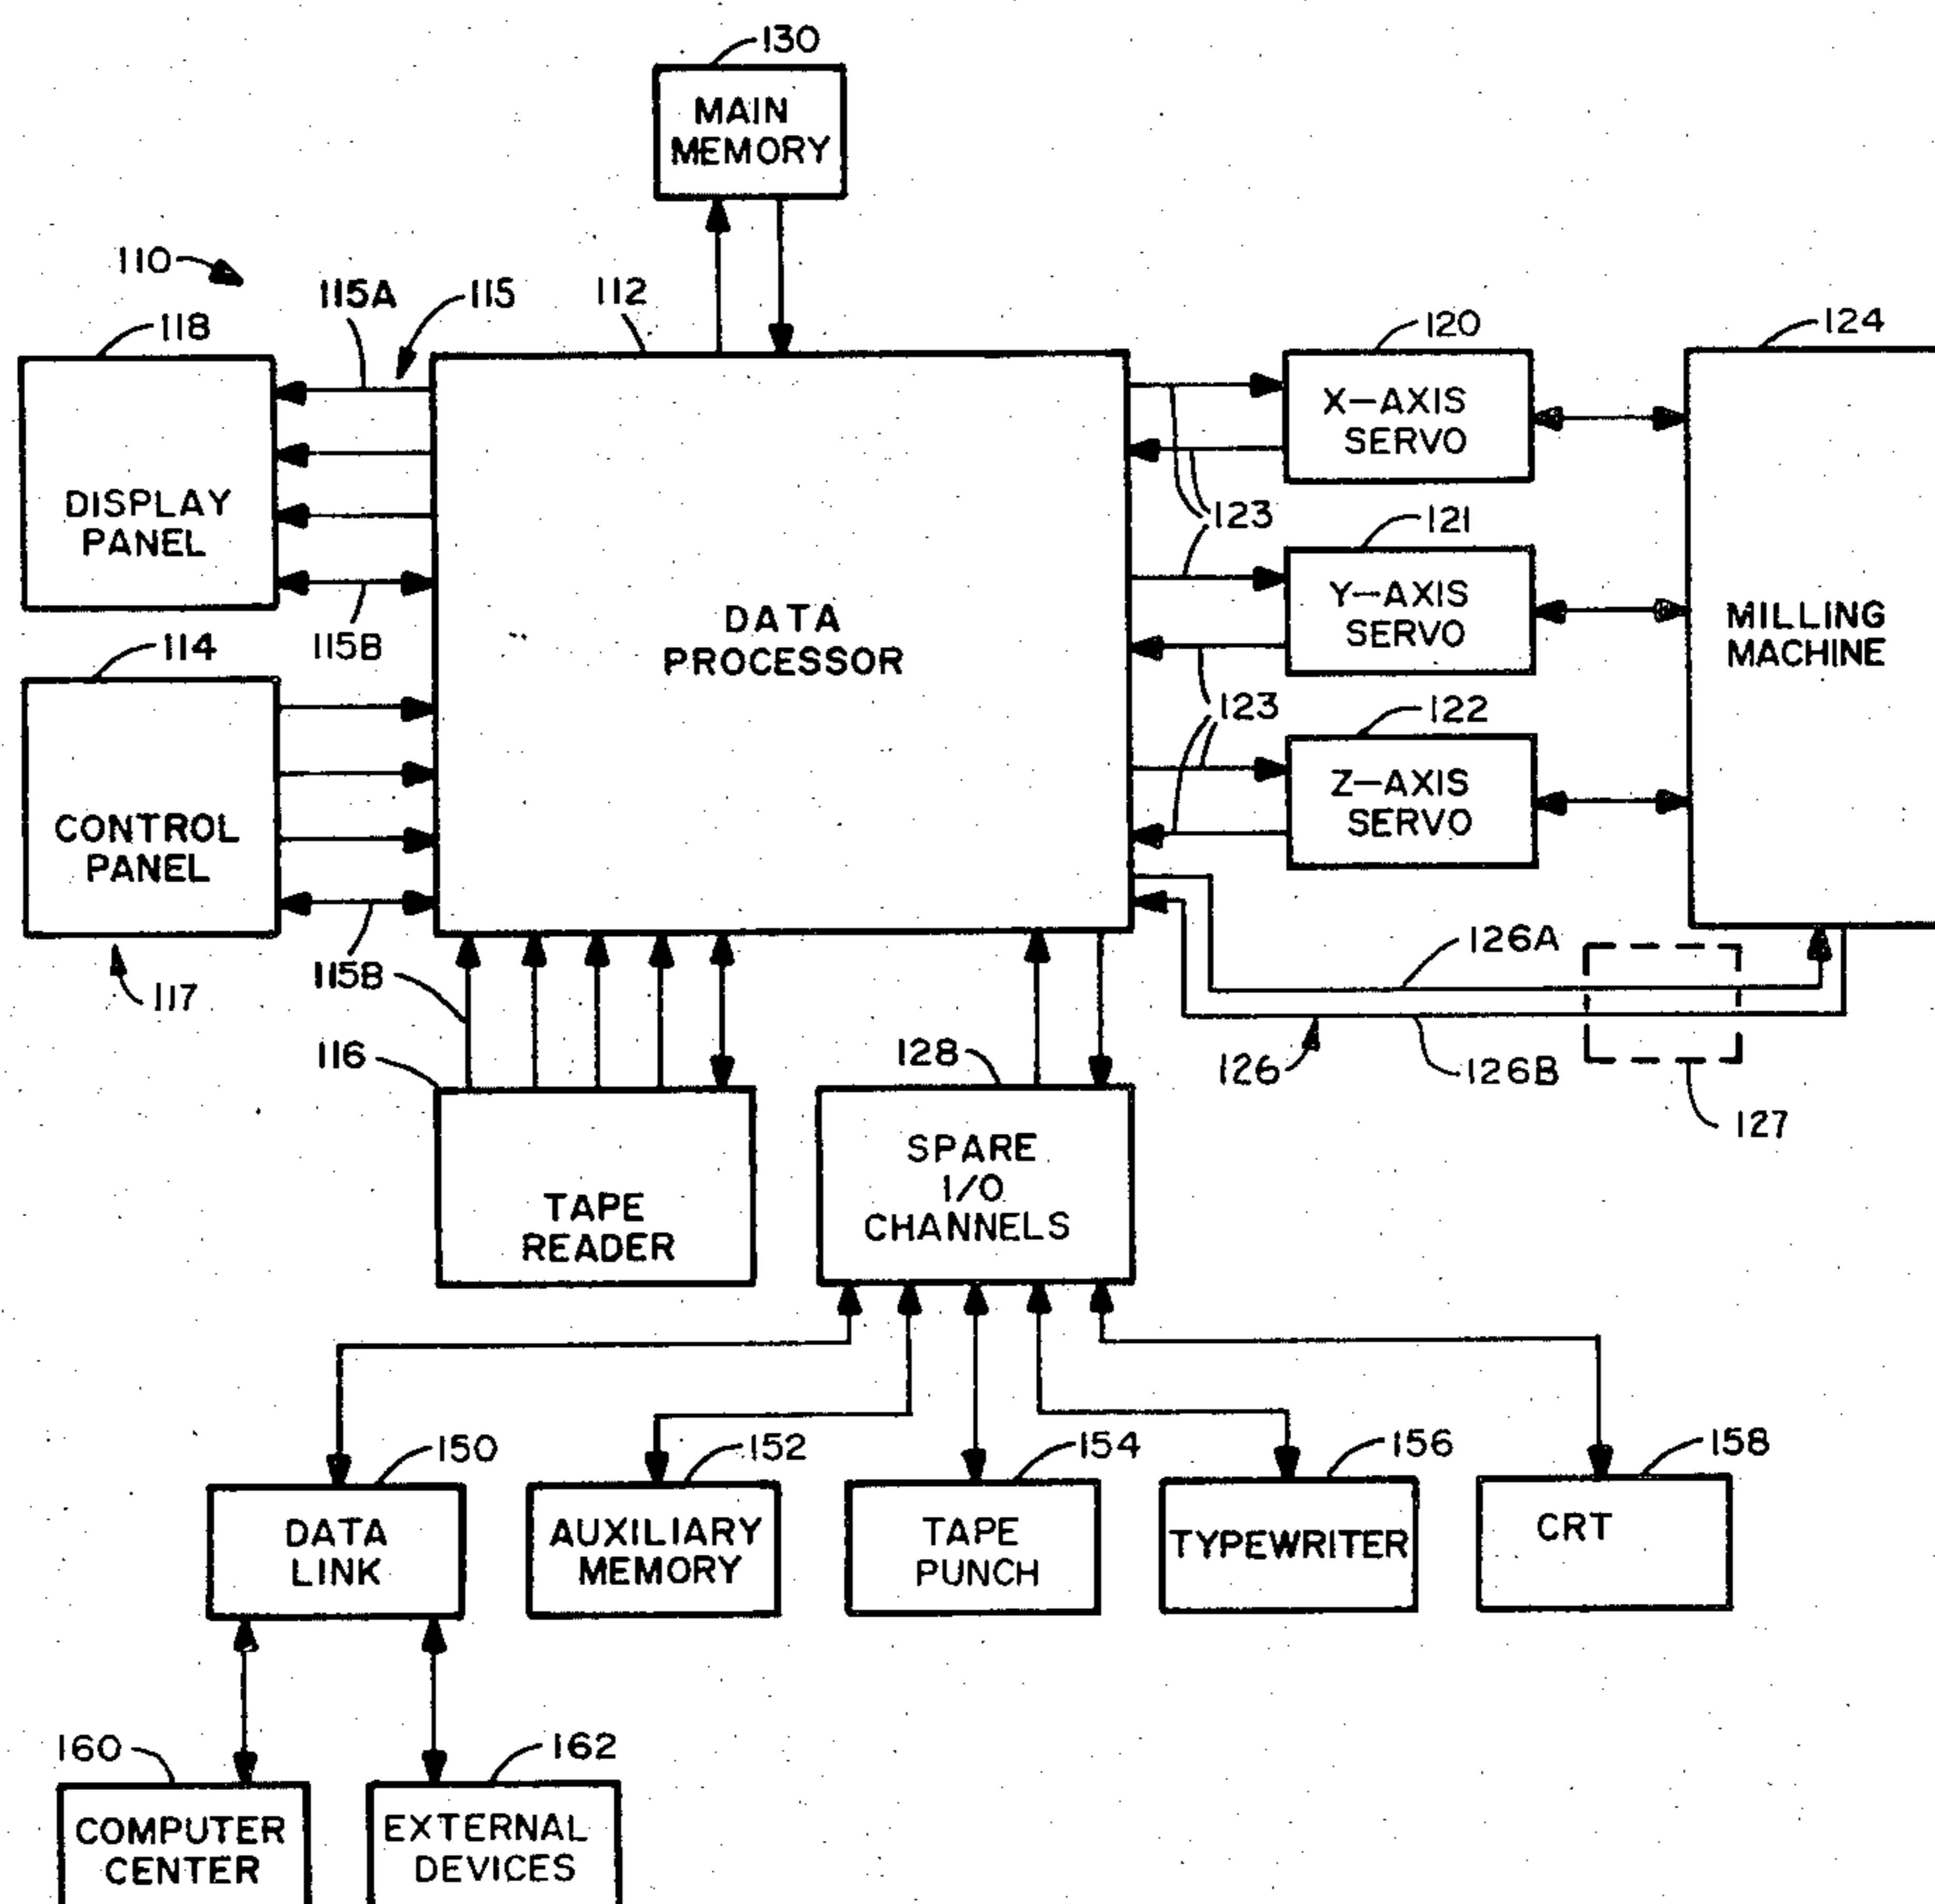 130
MAIN
MEMORY
110
115A
115
112
118
120
124
DISPLAY
PANEL
X-AXIS
SERVO
123
121
115B
114
DATA
PROCESSOR
Y-AXIS
SERVO
MILLING
MACHINE
123
122
CONTROL
PANEL
Z-AXIS
SERVO
115B
117
126A
116
128
126
126B
127
TAPE
READER
SPARE
I/O
CHANNELS
150
152
154
156
158
DATA
LINK
AUXILIARY
MEMORY
TAPE
PUNCH
TYPEWRITER
CRT
160
162
COMPUTER
CENTER
EXTERNAL
DEVICES